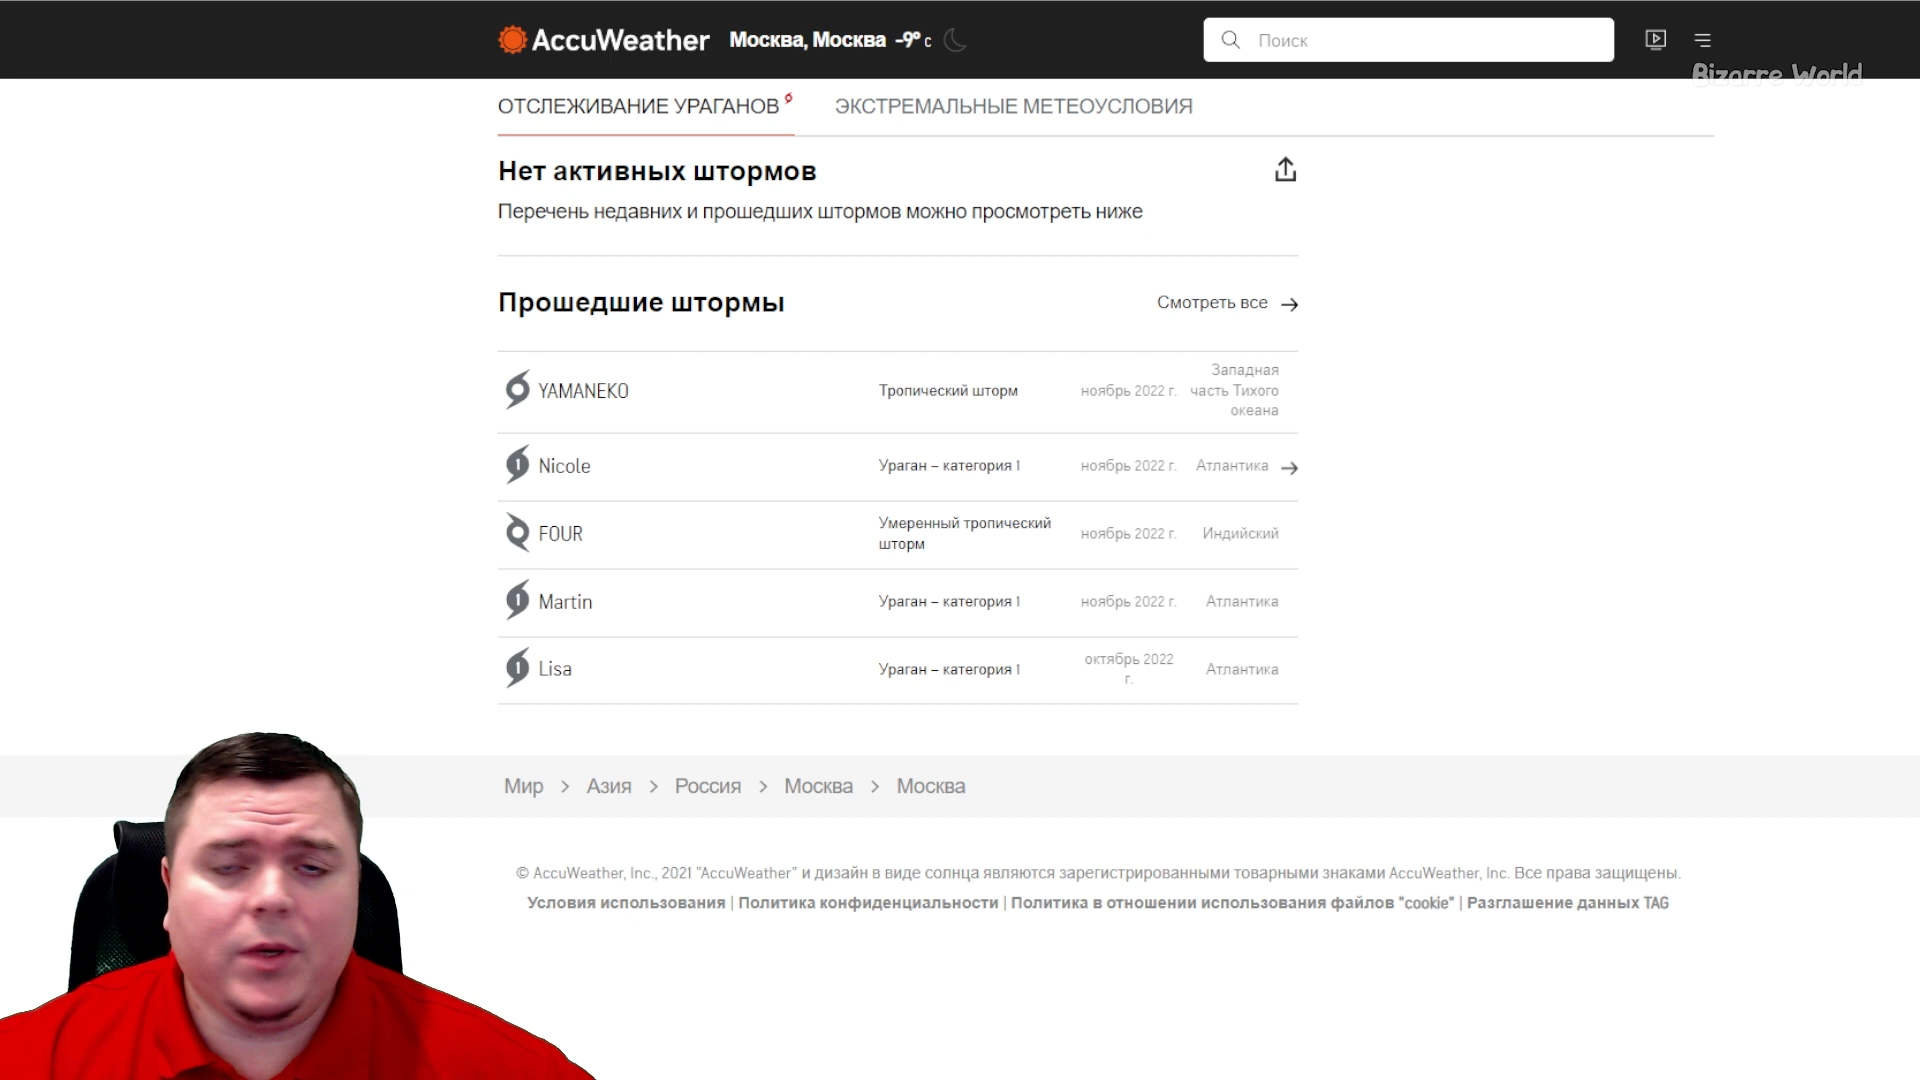 AccuWeather Москва, Москва -9° C Поиск
Bizarre World
ОТСЛЕЖИВАНИЕ УРАГАНОВ ЭКСТРЕМАЛЬНЫЕ МЕТЕОУСЛОВИЯ
Нет активных штормов
Перечень недавних и прошедших штормов можно просмотреть ниже
Прошедшие штормы Смотреть все
YAMANEKO Тропический шторм ноябрь 2022 г. Западная
часть Тихого
океана
1 Nicole Ураган – категория 1 ноябрь 2022 г. Атлантика
FOUR Умеренный тропический
шторм ноябрь 2022 г. Индийский
1 Martin Ураган – категория 1 ноябрь 2022 г. Атлантика
1 Lisa Ураган – категория 1 октябрь 2022
г. Атлантика
Мир > Азия > Россия > Москва > Москва
© AccuWeather, Inc., 2021 "AccuWeather" и дизайн в виде солнца являются зарегистрированными товарными знаками AccuWeather, Inc. Все права защищены.
Условия использования | Политика конфиденциальности | Политика в отношении использования файлов "cookie" | Разглашение данных TAG